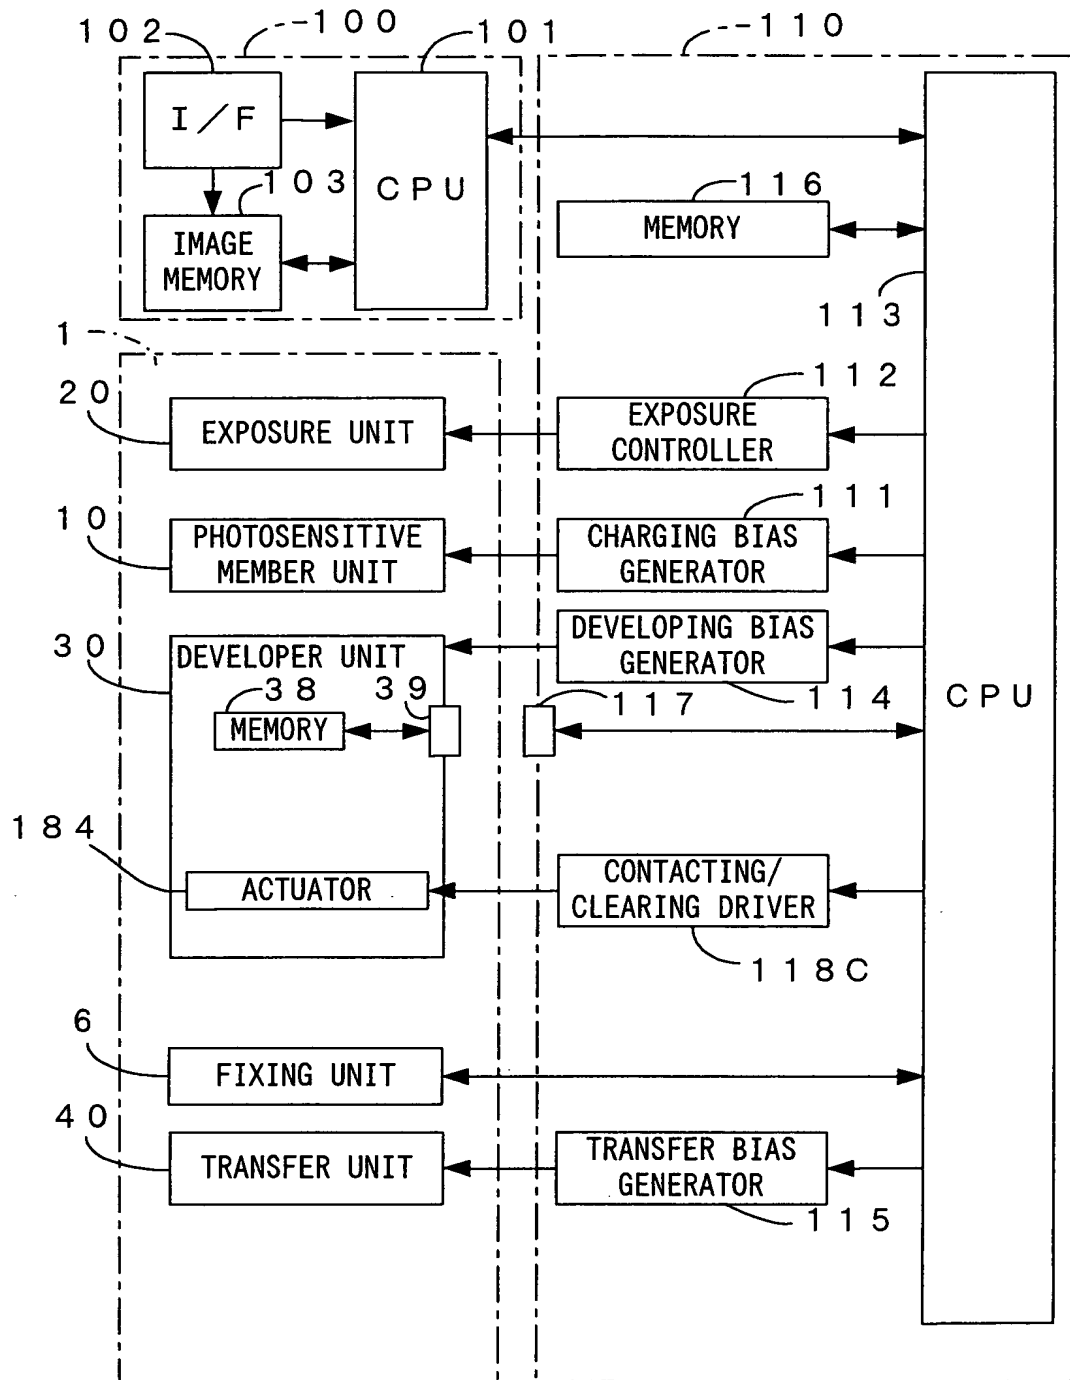 102
100
101
110
I/F
CPU
103
116
IMAGE
MEMORY
MEMORY
113
1
20
112
EXPOSURE UNIT
EXPOSURE
CONTROLLER
10
111
PHOTOSENSITIVE
MEMBER UNIT
CHARGING BIAS
GENERATOR
30
DEVELOPER UNIT
DEVELOPING BIAS
GENERATOR
38
39
117
114
CPU
MEMORY
184
ACTUATOR
CONTACTING/
CLEARING DRIVER
118C
6
FIXING UNIT
40
TRANSFER UNIT
TRANSFER BIAS
GENERATOR
115